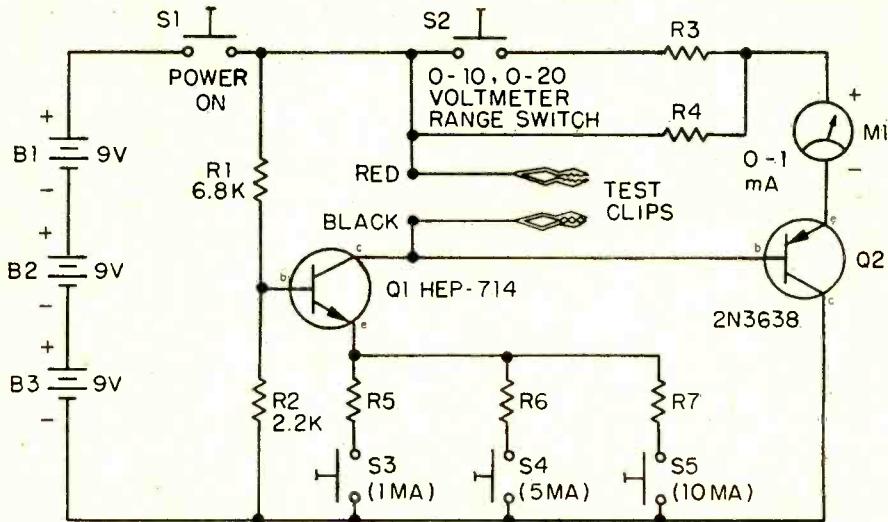 S1
POWER
ON
S2
0-10, 0-20
VOLTMETER
RANGE SWITCH
R3
R4
+
M1
0-1
mA
-
+
B1
9V
-
R1
6.8K
RED
BLACK
TEST
CLIPS
+
B2
9V
-
b
c
e
Q1 HEP-714
b
e
c
Q2
2N3638
+
B3
9V
-
R2
2.2K
R5
R6
R7
S3
(1MA)
S4
(5MA)
S5
(10MA)